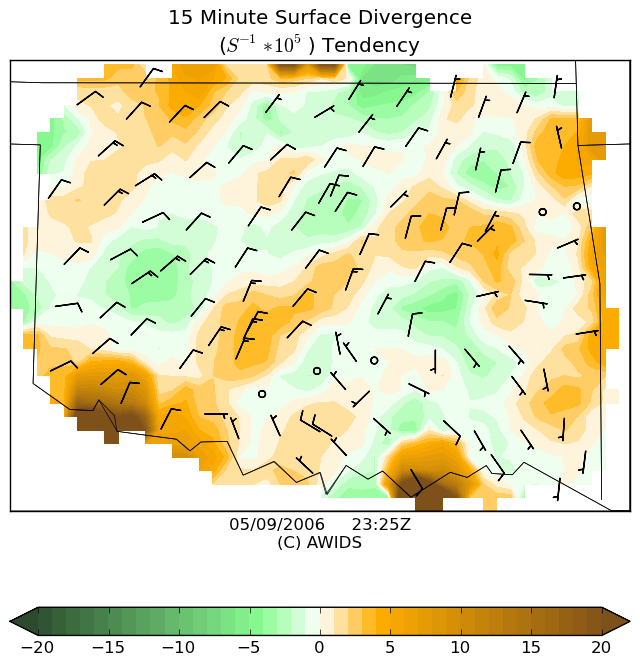 15 Minute Surface Divergence
(S⁻¹ *10⁵ ) Tendency
05/09/2006 23:25Z
(C) AWIDS
−20 −15 −10 −5 0 5 10 15 20